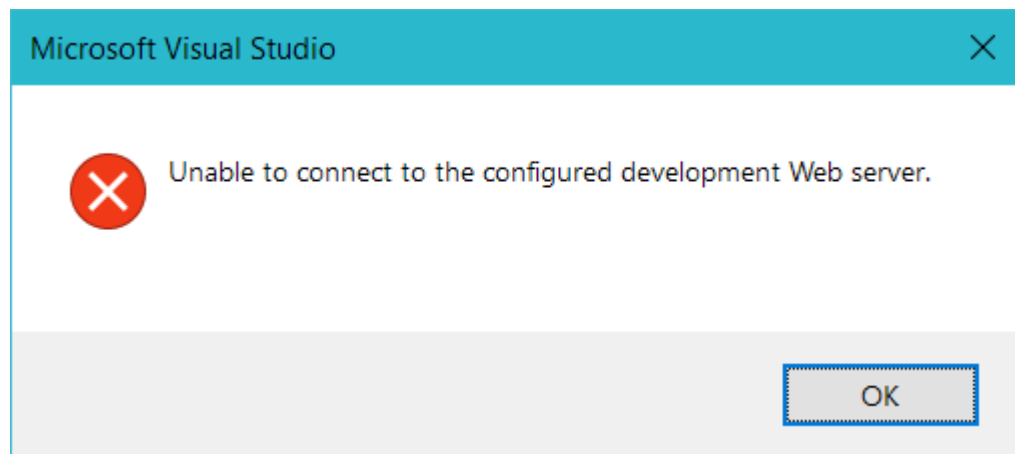 Microsoft Visual Studio
Unable to connect to the configured development Web server.
OK